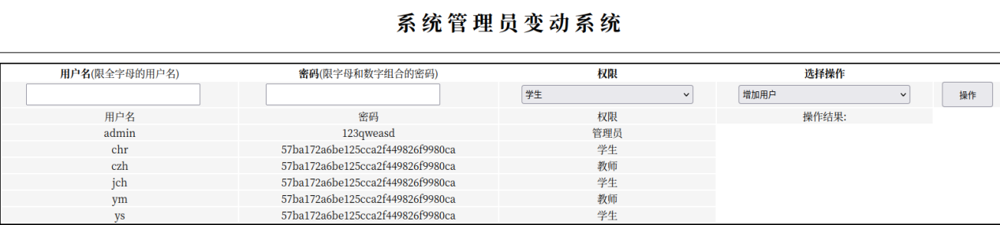 系统管理员变动系统
用户名(限全字母的用户名) 密码(限字母和数字组合的密码) 权限 选择操作
学生 增加用户 操作
用户名 密码 权限 操作结果:
admin 123qweasd 管理员
chr 57ba172a6be125cca2f449826f9980ca 学生
czh 57ba172a6be125cca2f449826f9980ca 教师
jch 57ba172a6be125cca2f449826f9980ca 学生
ym 57ba172a6be125cca2f449826f9980ca 教师
ys 57ba172a6be125cca2f449826f9980ca 学生